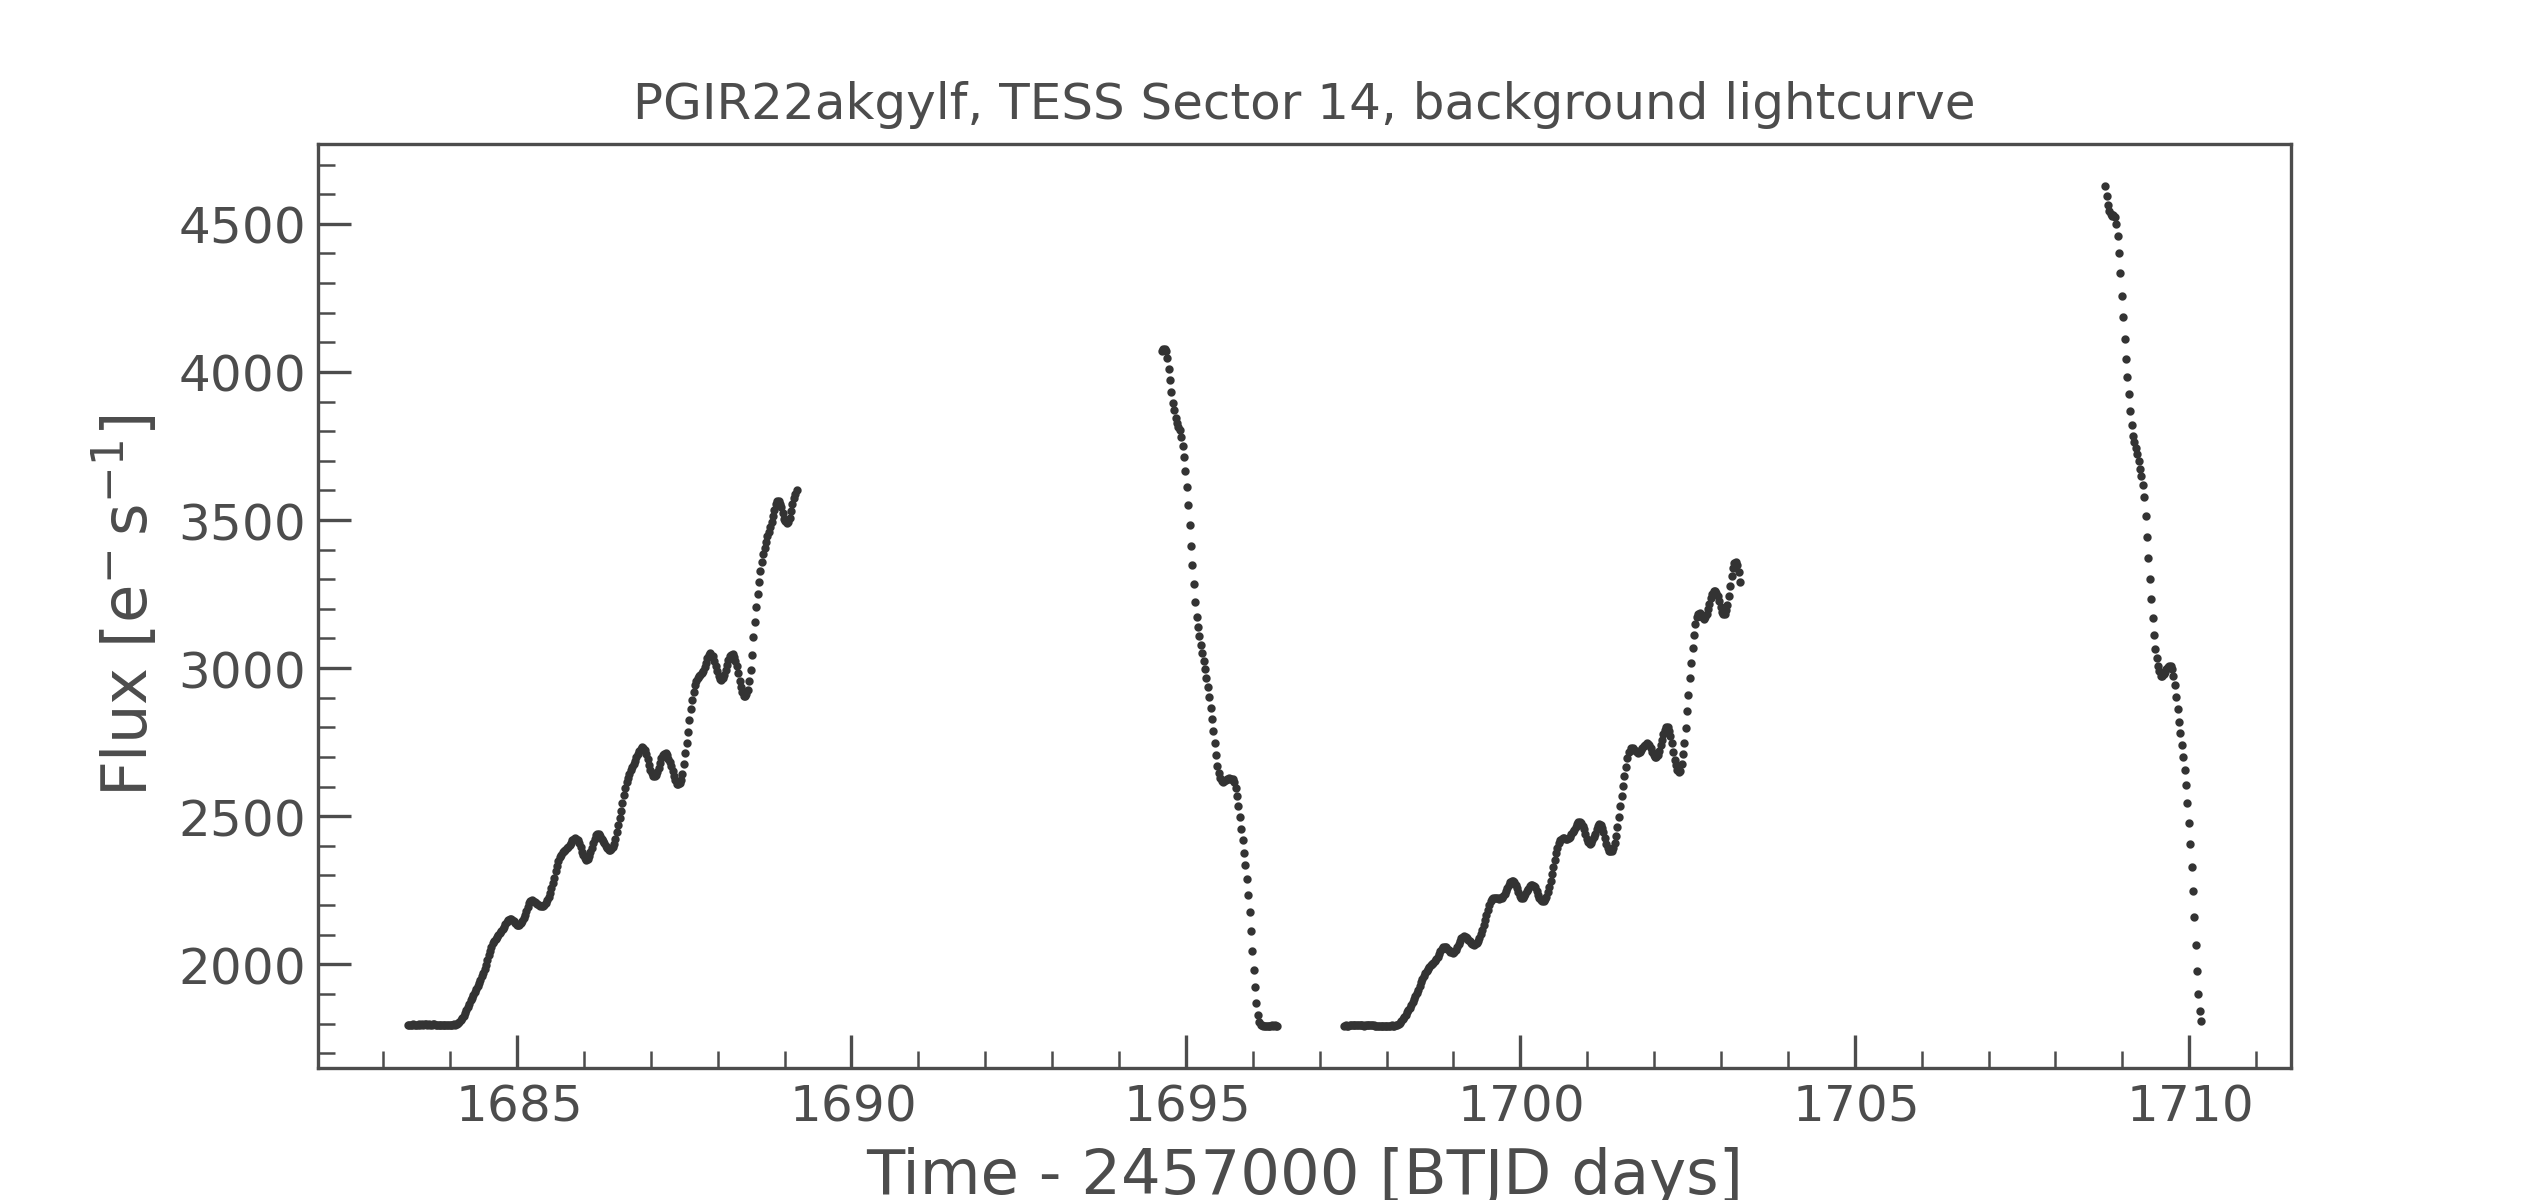 PGIR22akgylf, TESS Sector 14, background lightcurve
Flux [e⁻ s⁻¹]
4500
4000
3500
3000
2500
2000
1685 1690 1695 1700 1705 1710
Time - 2457000 [BTJD days]